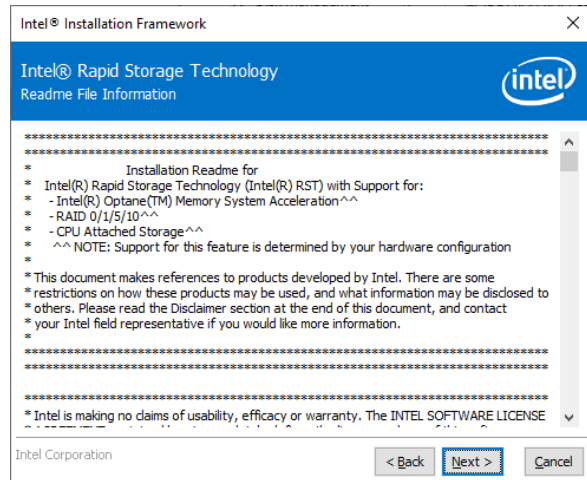 Intel® Installation Framework
Intel® Rapid Storage Technology
Readme File Information
intel
*******************************************************************************
*******************************************************************************
* Installation Readme for
* Intel(R) Rapid Storage Technology (Intel(R) RST) with Support for:
* - Intel(R) Optane(TM) Memory System Acceleration^^
* - RAID 0/1/5/10^^
* - CPU Attached Storage^^
* ^^ NOTE: Support for this feature is determined by your hardware configuration
*
* This document makes references to products developed by Intel. There are some
* restrictions on how these products may be used, and what information may be disclosed to
* others. Please read the Disclaimer section at the end of this document, and contact
* your Intel field representative if you would like more information.
*
*******************************************************************************
*******************************************************************************
*******************************************************************************
* Intel is making no claims of usability, efficacy or warranty. The INTEL SOFTWARE LICENSE
Intel Corporation
< Back
Next >
Cancel